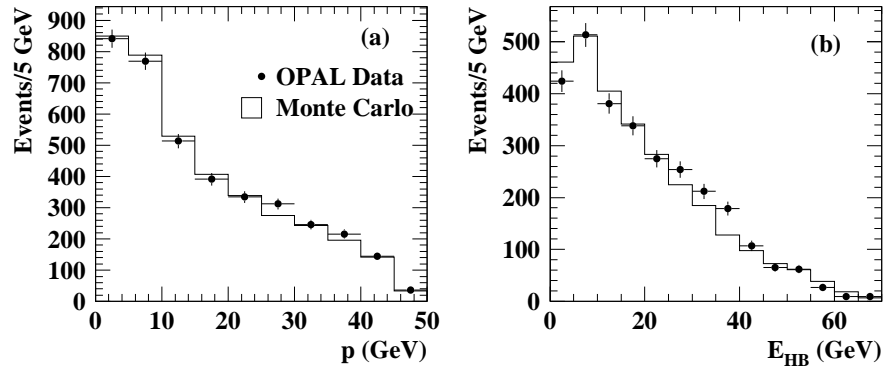 Events/5 GeV
900
800
700
600
500
400
300
200
100
0
(a)
OPAL Data
Monte Carlo
0 10 20 30 40 50
p (GeV)
Events/5 GeV
500
400
300
200
100
0
(b)
0 20 40 60
E_HB (GeV)